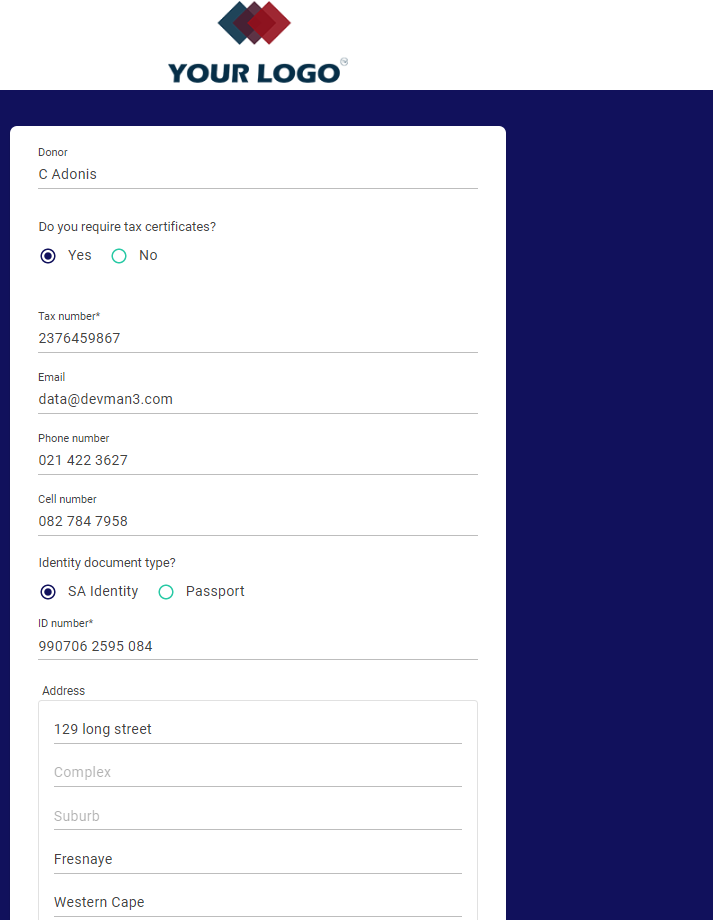 YOUR LOGO
Donor
C Adonis
Do you require tax certificates?
Yes No
Tax number*
2376459867
Email
data@devman3.com
Phone number
021 422 3627
Cell number
082 784 7958
Identity document type?
SA Identity Passport
ID number*
990706 2595 084
Address
129 long street
Complex
Suburb
Fresnaye
Western Cape